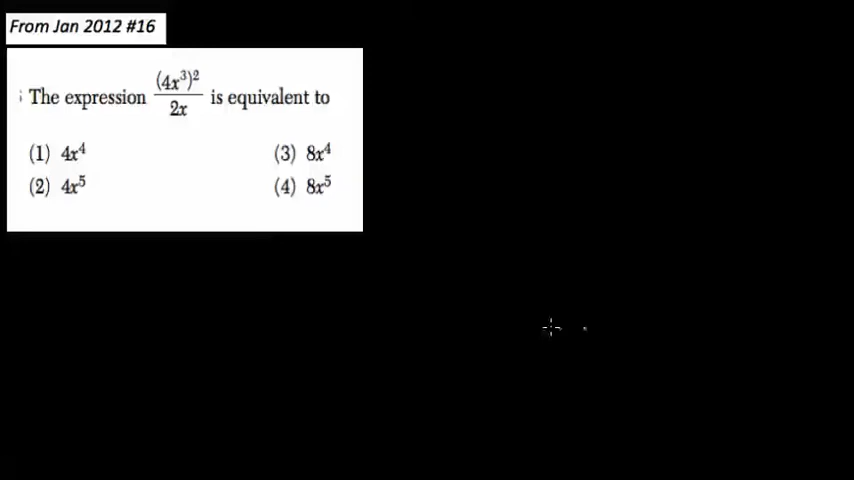 From Jan 2012 #16
The expression (4x³)²/2x is equivalent to
(1) 4x⁴ (3) 8x⁴
(2) 4x⁵ (4) 8x⁵